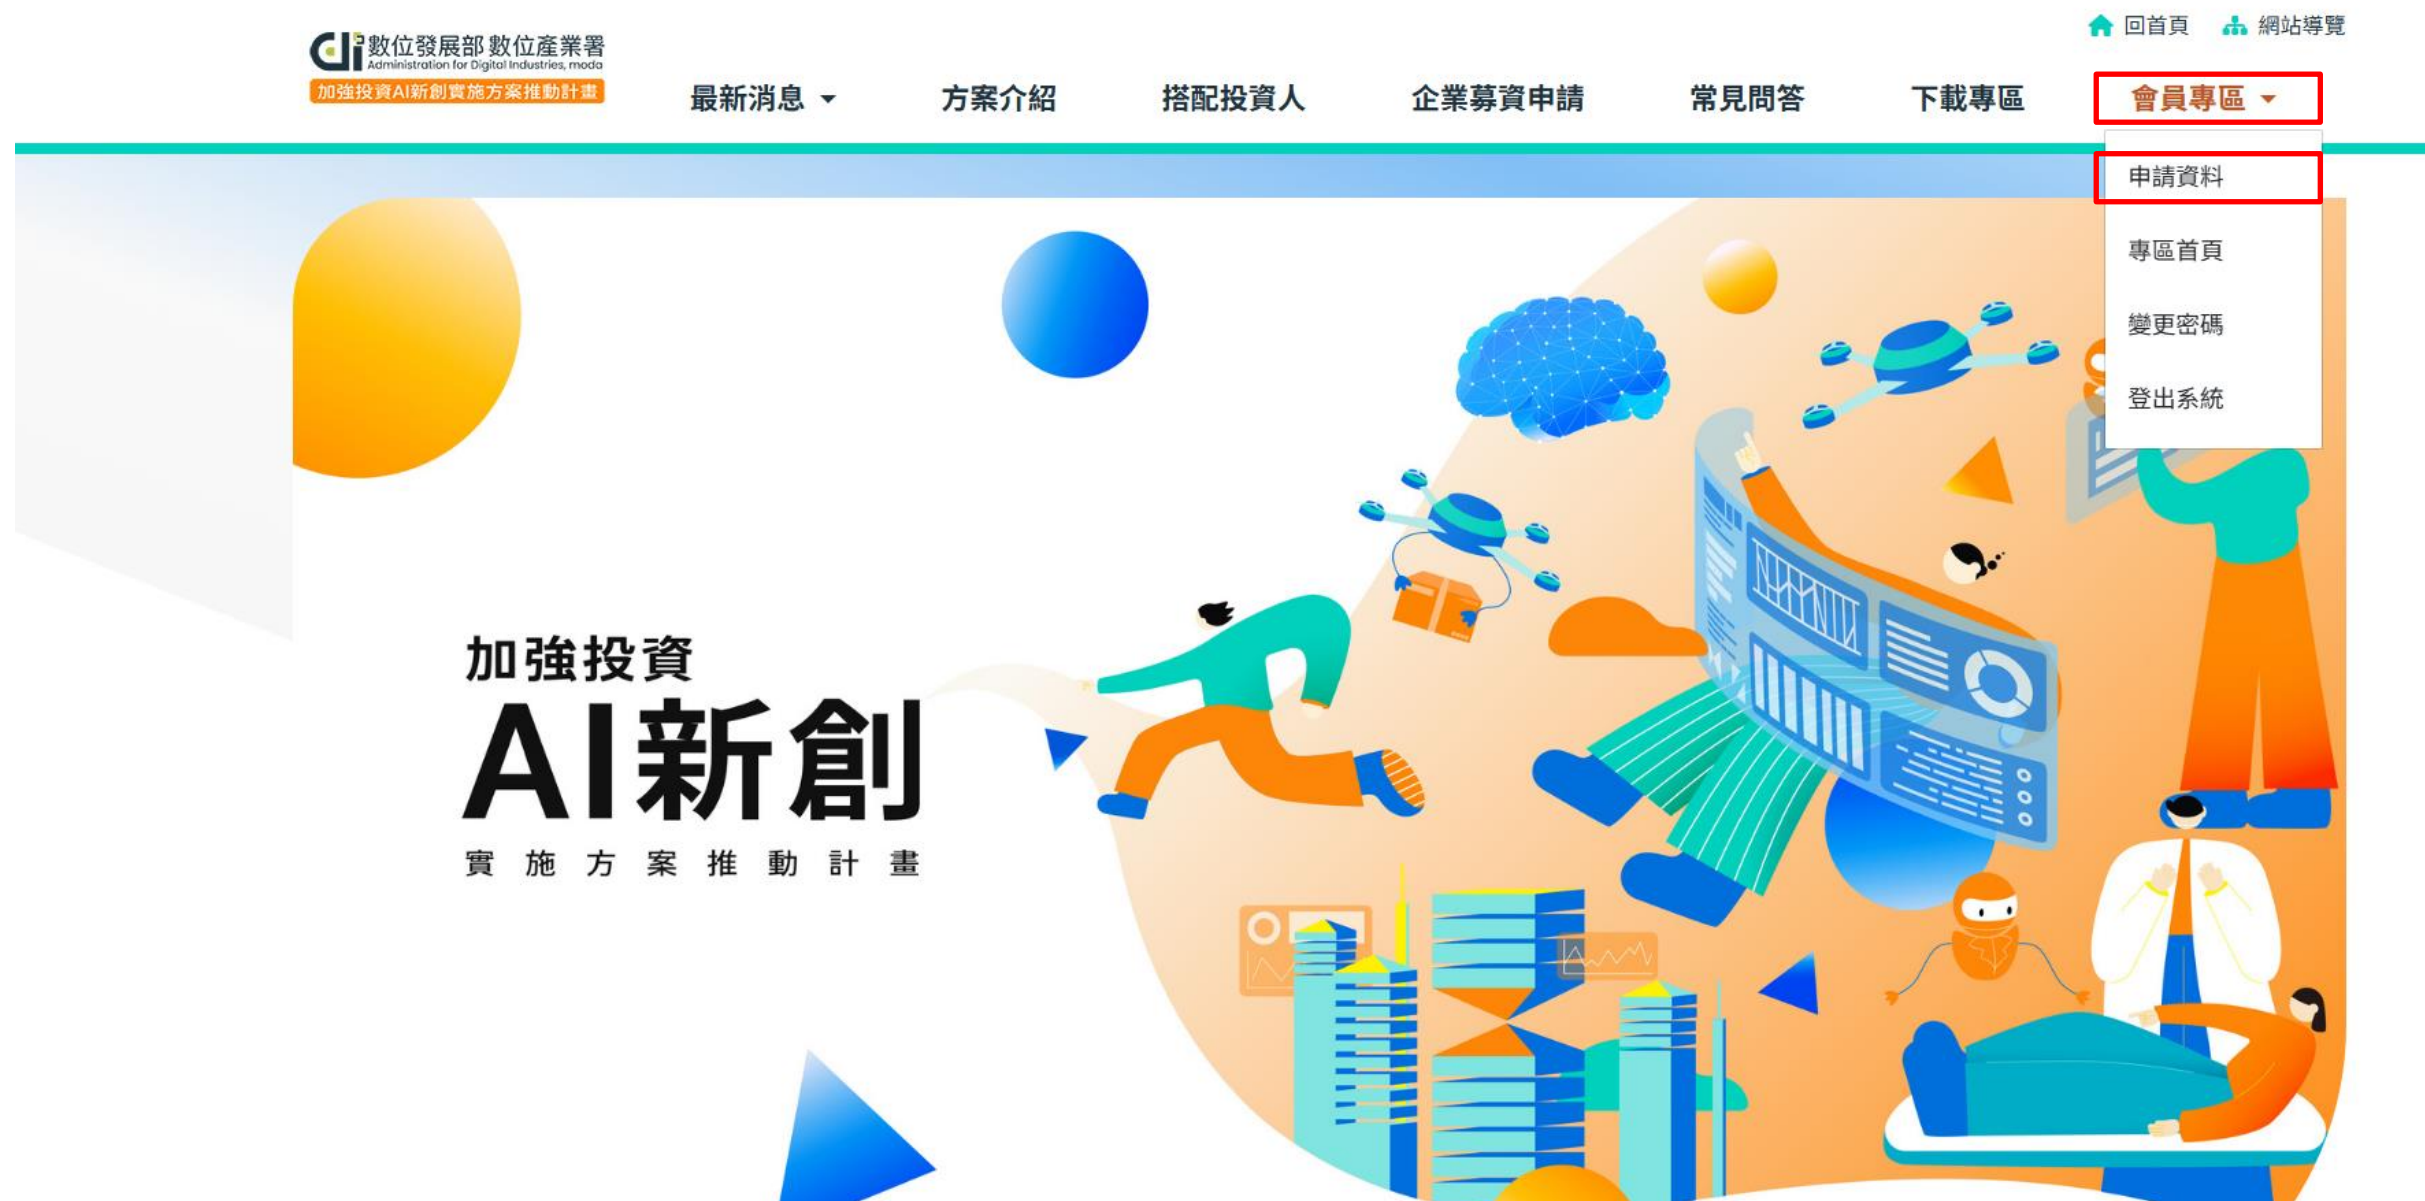 回首頁 網站導覽
數位發展部 數位產業署
Administration for Digital Industries, moda
加強投資AI新創實施方案推動計畫
最新消息 方案介紹 搭配投資人 企業募資申請 常見問答 下載專區 會員專區
申請資料
專區首頁
變更密碼
登出系統
加強投資
AI新創
實施方案推動計畫